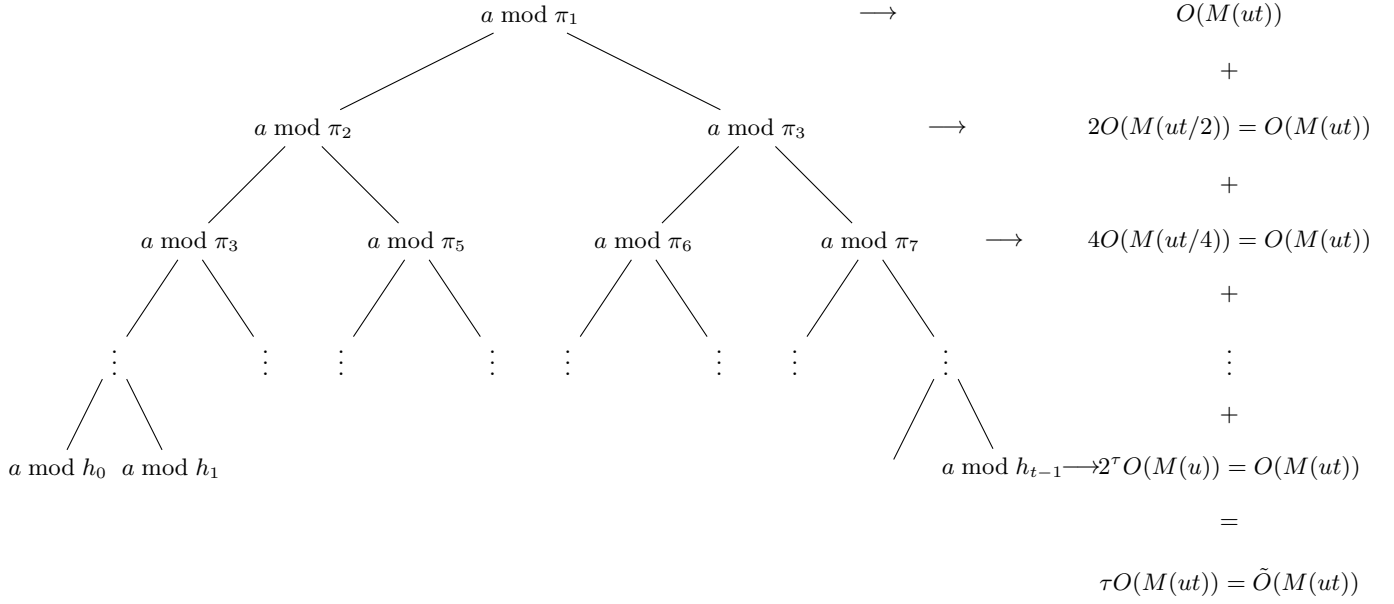 a mod π₁ ⟶ O(M(ut))
+
a mod π₂ a mod π₃ ⟶ 2O(M(ut/2)) = O(M(ut))
+
a mod π₃ a mod π₅ a mod π₆ a mod π₇ ⟶ 4O(M(ut/4)) = O(M(ut))
+
⋮ ⋮ ⋮ ⋮ ⋮ ⋮ ⋮ ⋮ ⋮
+
a mod h₀ a mod h₁ a mod hₜ₋₁ ⟶ 2^τ O(M(u)) = O(M(ut))
=
τO(M(ut)) = Õ(M(ut))